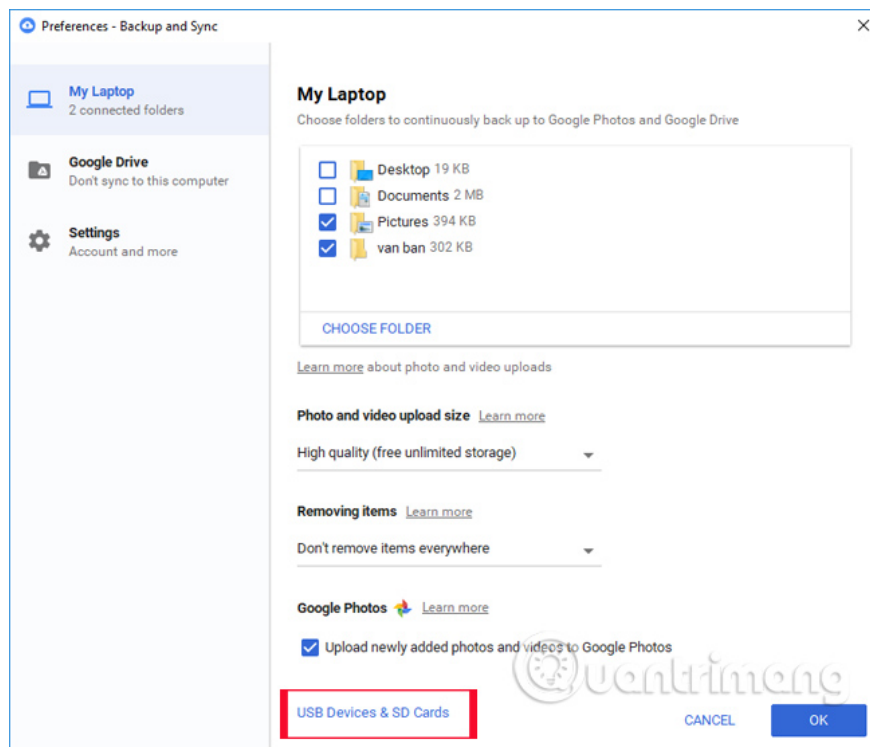 Preferences - Backup and Sync
My Laptop
2 connected folders
Google Drive
Don't sync to this computer
Settings
Account and more
My Laptop
Choose folders to continuously back up to Google Photos and Google Drive
Desktop 19 KB
Documents 2 MB
Pictures 394 KB
van ban 302 KB
CHOOSE FOLDER
Learn more about photo and video uploads
Photo and video upload size Learn more
High quality (free unlimited storage)
Removing items Learn more
Don't remove items everywhere
Google Photos Learn more
Upload newly added photos and videos to Google Photos
Quantrimang
USB Devices & SD Cards
CANCEL
OK